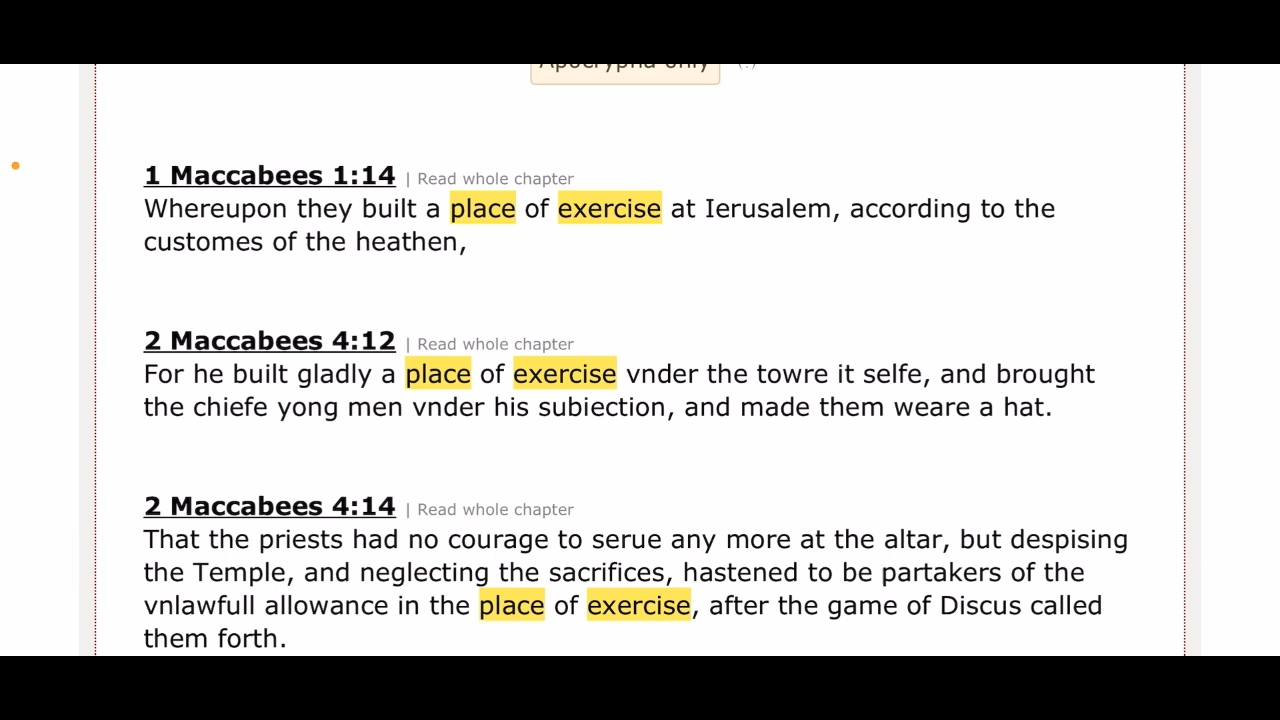 Apocrypha only (?)
1 Maccabees 1:14 | Read whole chapter
Whereupon they built a place of exercise at Ierusalem, according to the
customes of the heathen,
2 Maccabees 4:12 | Read whole chapter
For he built gladly a place of exercise vnder the towre it selfe, and brought
the chiefe yong men vnder his subiection, and made them weare a hat.
2 Maccabees 4:14 | Read whole chapter
That the priests had no courage to serue any more at the altar, but despising
the Temple, and neglecting the sacrifices, hastened to be partakers of the
vnlawfull allowance in the place of exercise, after the game of Discus called
them forth.